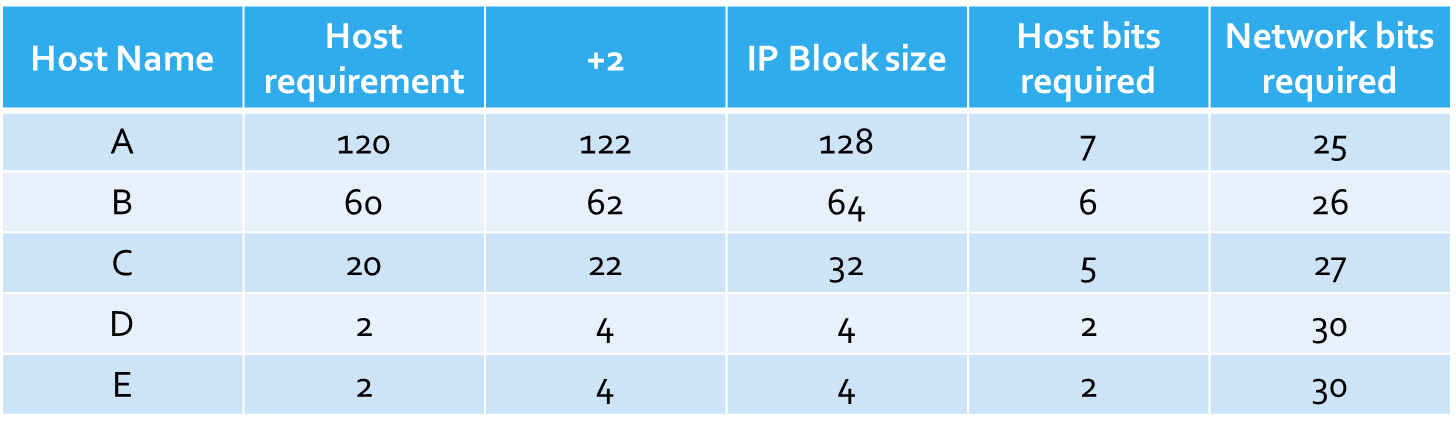 Host Name Host requirement +2 IP Block size Host bits required Network bits required
A 120 122 128 7 25
B 60 62 64 6 26
C 20 22 32 5 27
D 2 4 4 2 30
E 2 4 4 2 30